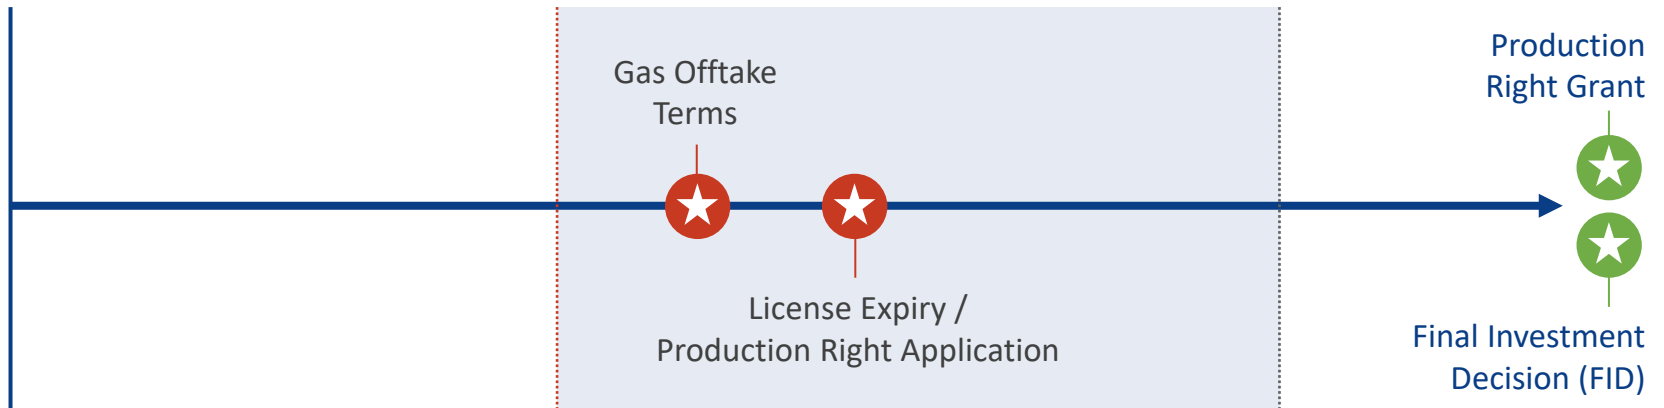 Gas Offtake
Terms
License Expiry /
Production Right Application
Production
Right Grant
Final Investment
Decision (FID)